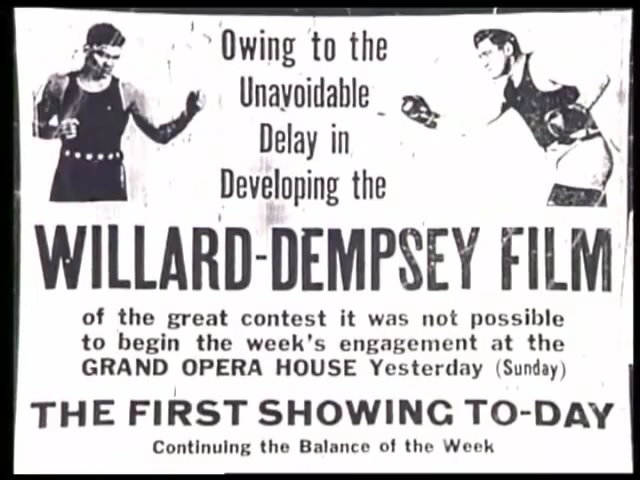 Owing to the
Unavoidable
Delay in
Developing the
WILLARD-DEMPSEY FILM
of the great contest it was not possible
to begin the week's engagement at the
GRAND OPERA HOUSE Yesterday (Sunday)
THE FIRST SHOWING TO-DAY
Continuing the Balance of the Week